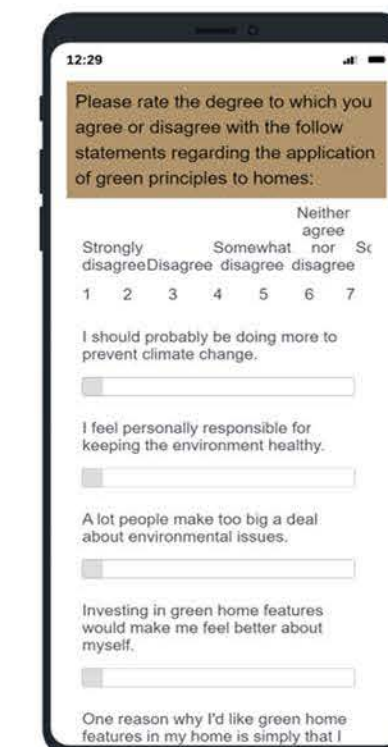 12:29
Please rate the degree to which you
agree or disagree with the follow
statements regarding the application
of green principles to homes:
Neither
agree
Strongly Somewhat nor
disagree Disagree disagree disagree
1 2 3 4 5 6 7
I should probably be doing more to
prevent climate change.
I feel personally responsible for
keeping the environment healthy.
A lot people make too big a deal
about environmental issues.
Investing in green home features
would make me feel better about
myself.
One reason why I'd like green home
features in my home is simply that I